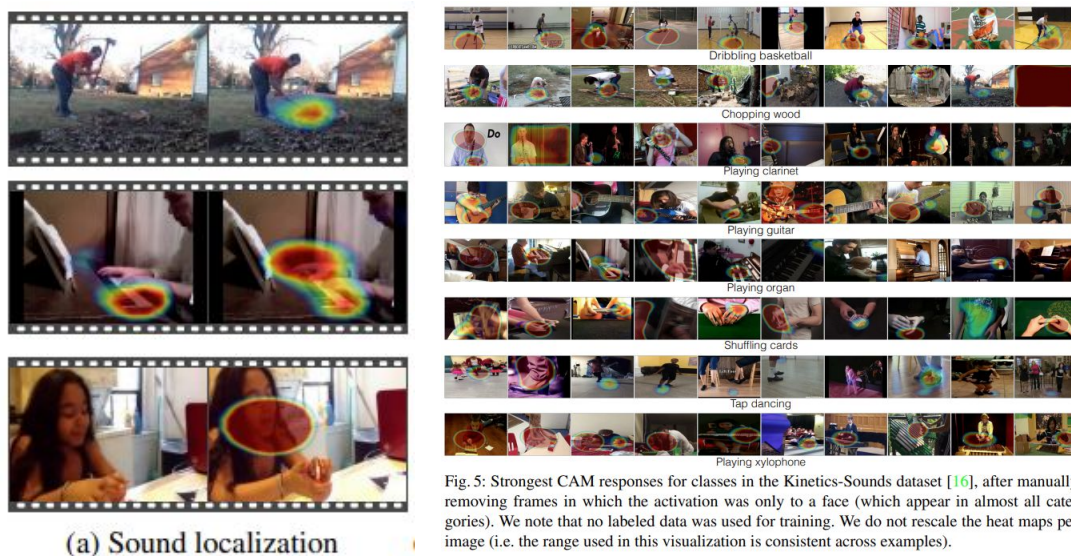 Do
Dribbling basketball
Chopping wood
Playing clarinet
Playing guitar
Playing organ
Shuffling cards
Tap dancing
Playing xylophone
(a) Sound localization
Fig. 5: Strongest CAM responses for classes in the Kinetics-Sounds dataset [16], after manuall
removing frames in which the activation was only to a face (which appear in almost all cate
gories). We note that no labeled data was used for training. We do not rescale the heat maps pe
image (i.e. the range used in this visualization is consistent across examples).